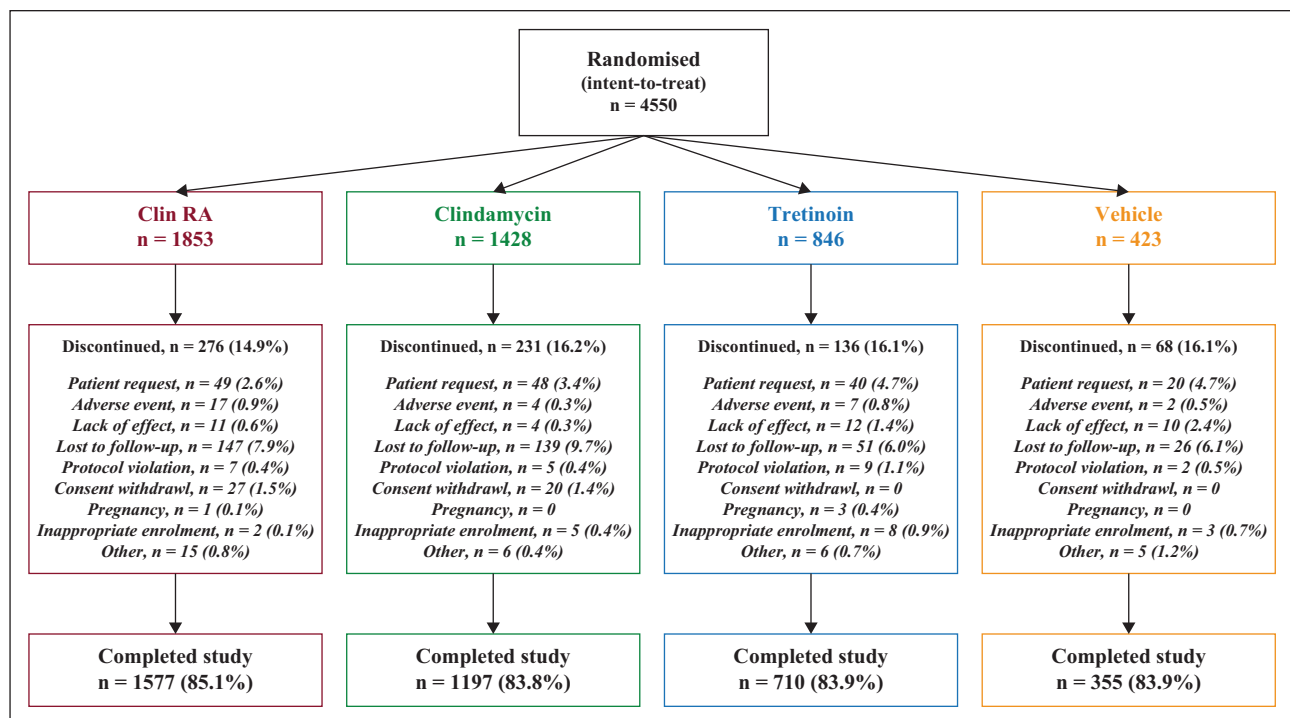 Randomised
(intent-to-treat)
n = 4550
Clin RA
n = 1853
Clindamycin
n = 1428
Tretinoin
n = 846
Vehicle
n = 423
Discontinued, n = 276 (14.9%)
Patient request, n = 49 (2.6%)
Adverse event, n = 17 (0.9%)
Lack of effect, n = 11 (0.6%)
Lost to follow-up, n = 147 (7.9%)
Protocol violation, n = 7 (0.4%)
Consent withdrawl, n = 27 (1.5%)
Pregnancy, n = 1 (0.1%)
Inappropriate enrolment, n = 2 (0.1%)
Other, n = 15 (0.8%)
Discontinued, n = 231 (16.2%)
Patient request, n = 48 (3.4%)
Adverse event, n = 4 (0.3%)
Lack of effect, n = 4 (0.3%)
Lost to follow-up, n = 139 (9.7%)
Protocol violation, n = 5 (0.4%)
Consent withdrawl, n = 20 (1.4%)
Pregnancy, n = 0
Inappropriate enrolment, n = 5 (0.4%)
Other, n = 6 (0.4%)
Discontinued, n = 136 (16.1%)
Patient request, n = 40 (4.7%)
Adverse event, n = 7 (0.8%)
Lack of effect, n = 12 (1.4%)
Lost to follow-up, n = 51 (6.0%)
Protocol violation, n = 9 (1.1%)
Consent withdrawl, n = 0
Pregnancy, n = 3 (0.4%)
Inappropriate enrolment, n = 8 (0.9%)
Other, n = 6 (0.7%)
Discontinued, n = 68 (16.1%)
Patient request, n = 20 (4.7%)
Adverse event, n = 2 (0.5%)
Lack of effect, n = 10 (2.4%)
Lost to follow-up, n = 26 (6.1%)
Protocol violation, n = 2 (0.5%)
Consent withdrawl, n = 0
Pregnancy, n = 0
Inappropriate enrolment, n = 3 (0.7%)
Other, n = 5 (1.2%)
Completed study
n = 1577 (85.1%)
Completed study
n = 1197 (83.8%)
Completed study
n = 710 (83.9%)
Completed study
n = 355 (83.9%)